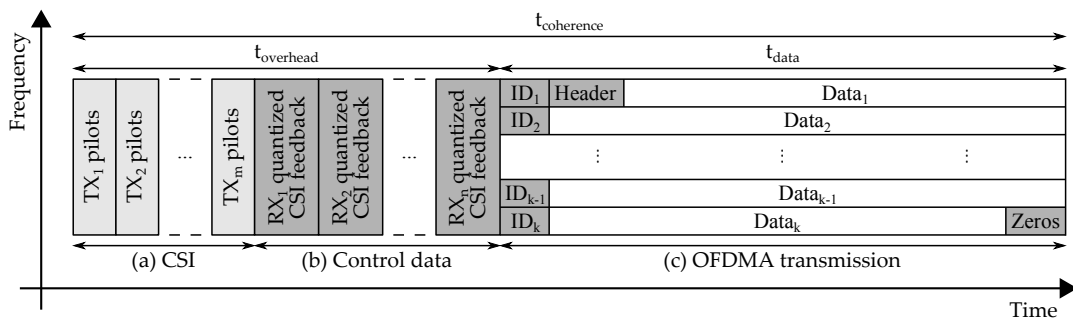 t_coherence
t_overhead
t_data
Frequency
TX_1 pilots
TX_2 pilots
...
TX_m pilots
RX_1 quantized
CSI feedback
RX_2 quantized
CSI feedback
...
RX_n quantized
CSI feedback
ID_1 Header Data_1
ID_2 Data_2
⋮ ⋮ ⋮
ID_k-1 Data_k-1
ID_k Data_k Zeros
(a) CSI (b) Control data (c) OFDMA transmission
Time